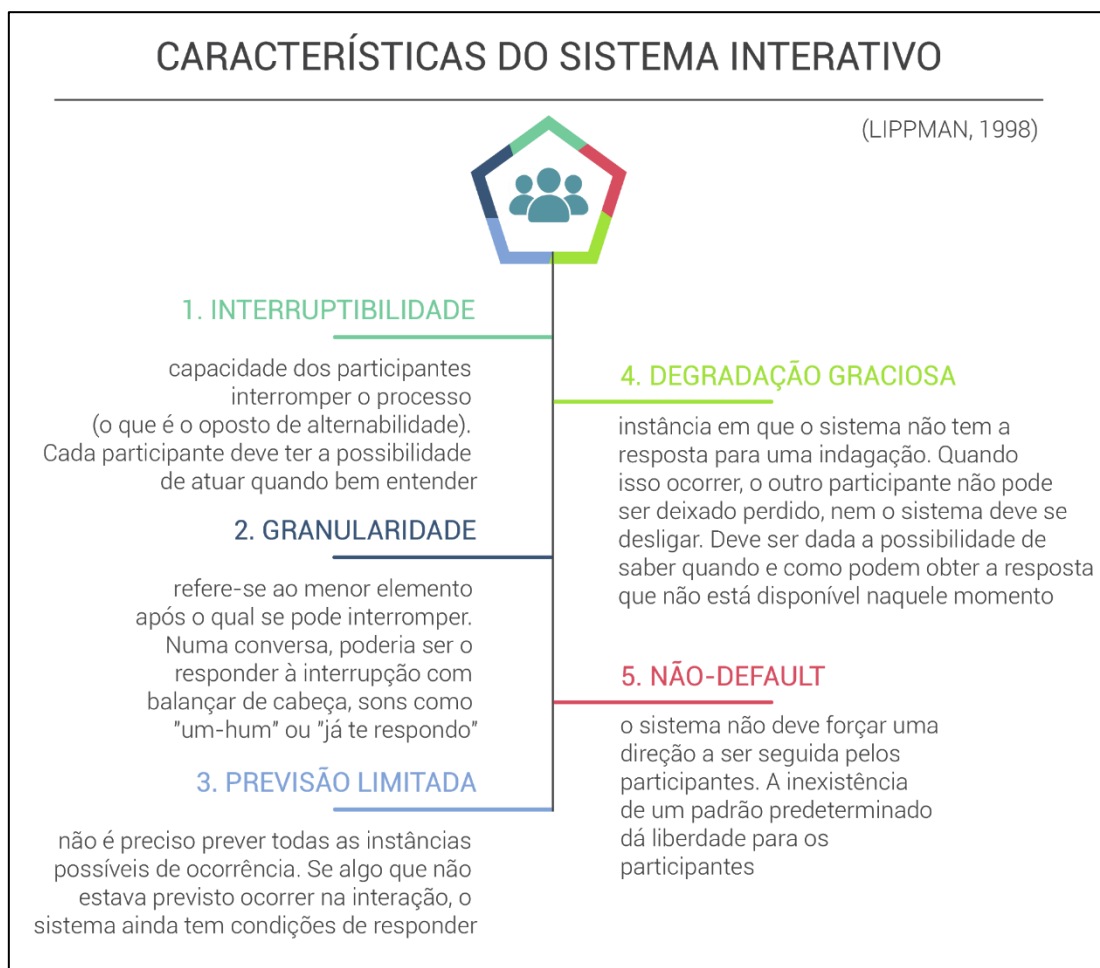 CARACTERÍSTICAS DO SISTEMA INTERATIVO
(LIPPMAN, 1998)
1. INTERRUPTIBILIDADE
capacidade dos participantes
interromper o processo
(o que é o oposto de alternabilidade).
Cada participante deve ter a possibilidade
de atuar quando bem entender
2. GRANULARIDADE
refere-se ao menor elemento
após o qual se pode interromper.
Numa conversa, poderia ser o
responder à interrupção com
balançar de cabeça, sons como
"um-hum" ou "já te respondo"
3. PREVISÃO LIMITADA
não é preciso prever todas as instâncias
possíveis de ocorrência. Se algo que não
estava previsto ocorrer na interação, o
sistema ainda tem condições de responder
4. DEGRADAÇÃO GRACIOSA
instância em que o sistema não tem a
resposta para uma indagação. Quando
isso ocorrer, o outro participante não pode
ser deixado perdido, nem o sistema deve se
desligar. Deve ser dada a possibilidade de
saber quando e como podem obter a resposta
que não está disponível naquele momento
5. NÃO-DEFAULT
o sistema não deve forçar uma
direção a ser seguida pelos
participantes. A inexistência
de um padrão predeterminado
dá liberdade para os
participantes